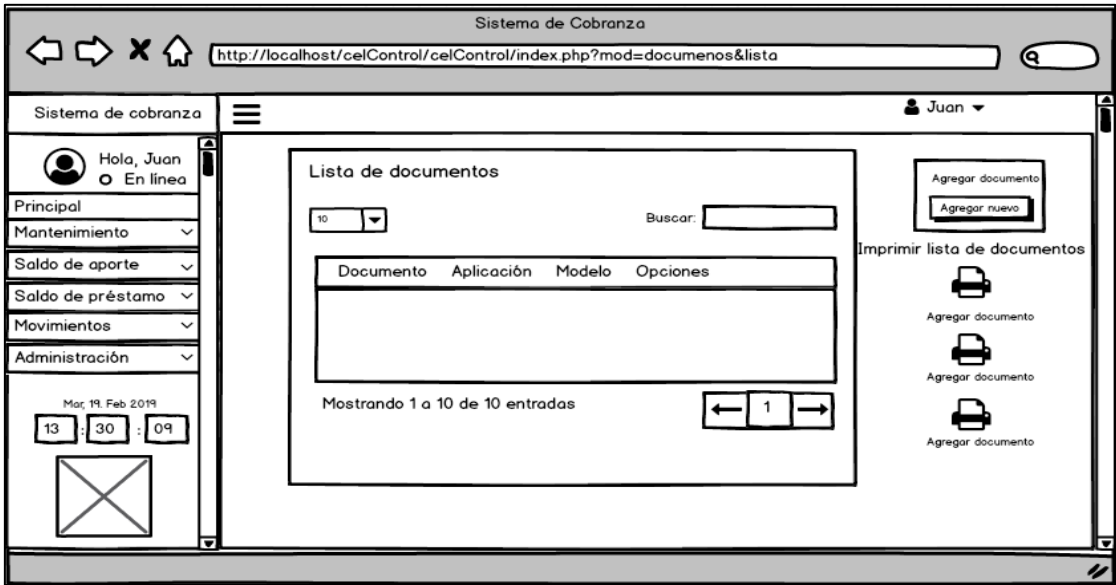 Sistema de Cobranza
http://localhost/celControl/celControl/index.php?mod=documenos&lista
Sistema de cobranza
Juan
Hola, Juan
En línea
Principal
Mantenimiento
Saldo de aporte
Saldo de préstamo
Movimientos
Administración
Mar, 19. Feb 2019
13 : 30 : 09
Lista de documentos
10
Buscar:
Documento Aplicación Modelo Opciones
Mostrando 1 a 10 de 10 entradas
1
Agregar documento
Agregar nuevo
Imprimir lista de documentos
Agregar documento
Agregar documento
Agregar documento